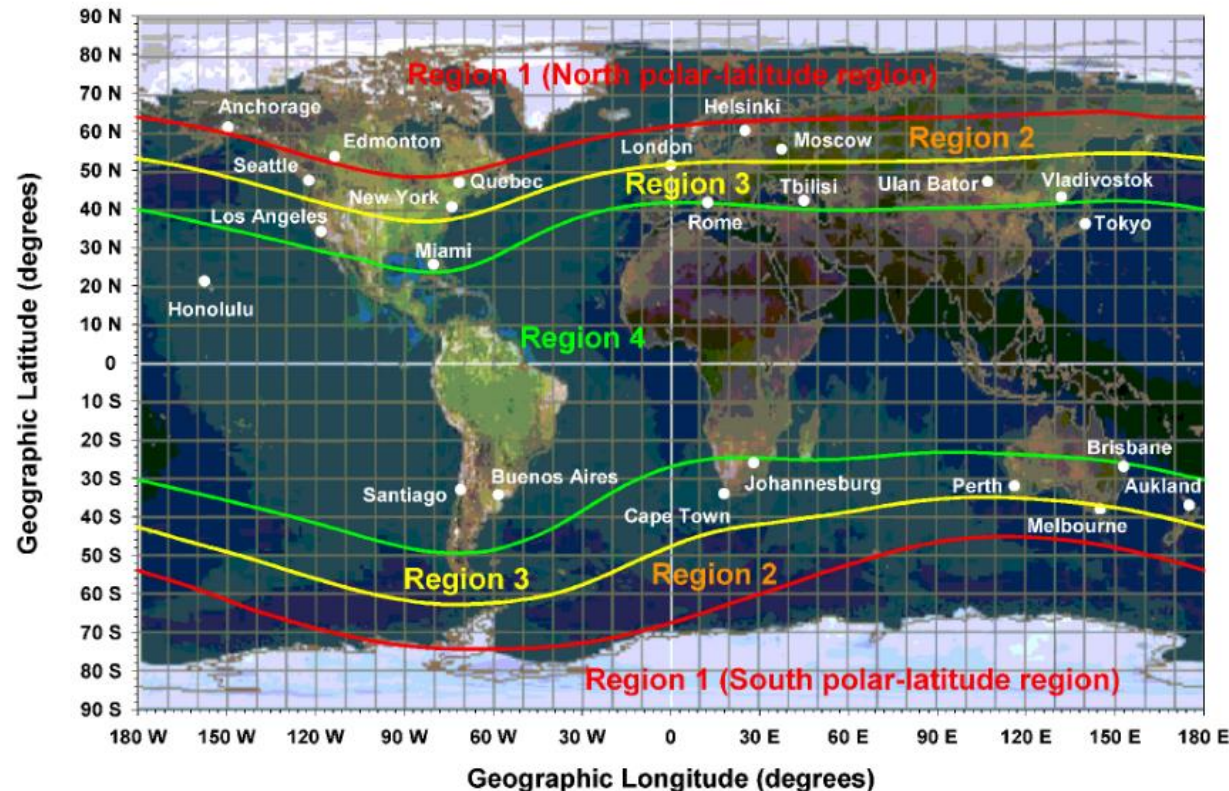 90 N
80 N
Region 1 (North polar-latitude region)
70 N
Anchorage
Helsinki
60 N
Edmonton
London
Moscow
Region 2
50 N
Seattle
New York
Quebec
Region 3
Tbilisi
Ulan Bator
Vladivostok
40 N
Los Angeles
Rome
Tokyo
30 N
Miami
20 N
Honolulu
10 N
Region 4
0
10 S
20 S
Brisbane
30 S
Santiago
Buenos Aires
Johannesburg
Perth
Aukland
40 S
Cape Town
Melbourne
50 S
Region 3
Region 2
60 S
70 S
80 S
Region 1 (South polar-latitude region)
90 S
180 W 150 W 120 W 90 W 60 W 30 W 0 30 E 60 E 90 E 120 E 150 E 180 E
Geographic Longitude (degrees)
Geographic Latitude (degrees)